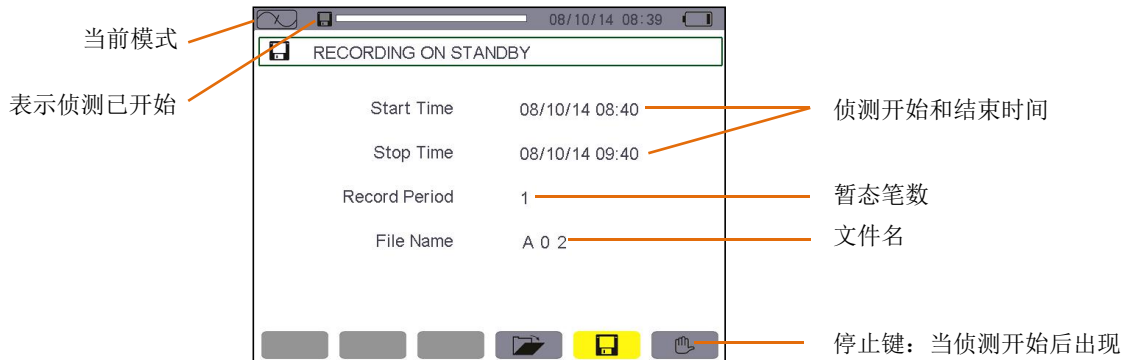 08/10/14 08:39
当前模式
RECORDING ON STANDBY
表示侦测已开始
Start Time 08/10/14 08:40
侦测开始和结束时间
Stop Time 08/10/14 09:40
Record Period 1
暂态笔数
File Name A 0 2
文件名
停止键：当侦测开始后出现